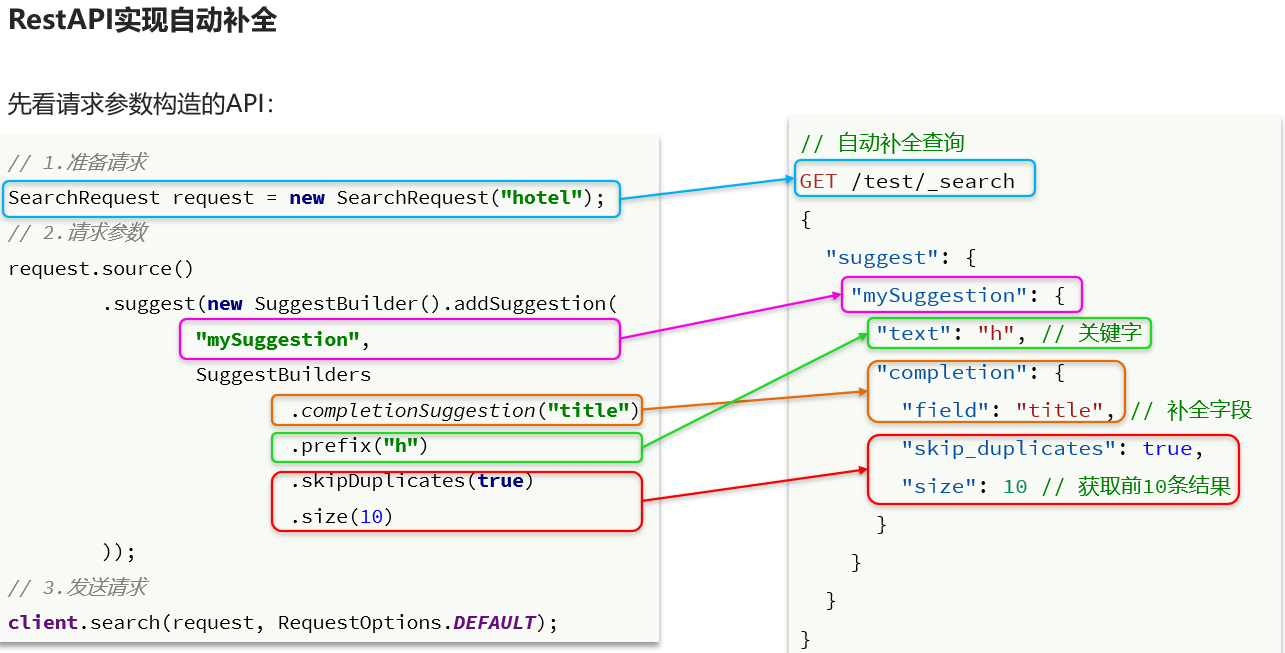 RestAPI实现自动补全
先看请求参数构造的API：
// 1.准备请求
SearchRequest request = new SearchRequest("hotel");
// 2.请求参数
request.source()
.suggest(new SuggestBuilder().addSuggestion(
"mySuggestion",
SuggestBuilders
.completionSuggestion("title")
.prefix("h")
.skipDuplicates(true)
.size(10)
));
// 3.发送请求
client.search(request, RequestOptions.DEFAULT);
// 自动补全查询
GET /test/_search
{
"suggest": {
"mySuggestion": {
"text": "h", // 关键字
"completion": {
"field": "title", // 补全字段
"skip_duplicates": true,
"size": 10 // 获取前10条结果
}
}
}
}